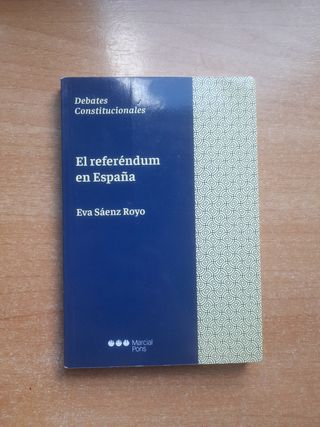 Debates
Constitucionales
El referéndum
en España
Eva Sáenz Royo
Marcial
Pons